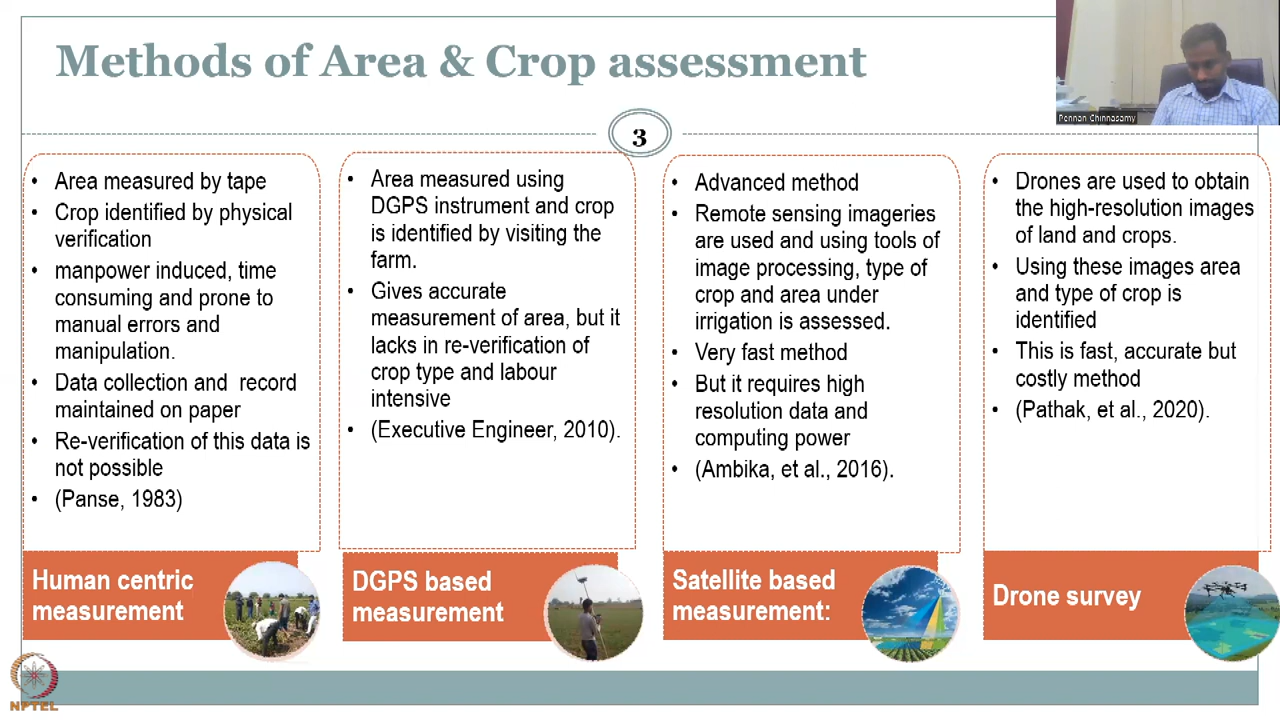 Methods of Area & Crop assessment
Pennan Chinnasamy
3
• Area measured by tape
• Crop identified by physical
verification
• manpower induced, time
consuming and prone to
manual errors and
manipulation.
• Data collection and record
maintained on paper
• Re-verification of this data is
not possible
• (Panse, 1983)
Human centric
measurement
• Area measured using
DGPS instrument and crop
is identified by visiting the
farm.
• Gives accurate
measurement of area, but it
lacks in re-verification of
crop type and labour
intensive
• (Executive Engineer, 2010).
DGPS based
measurement
• Advanced method
• Remote sensing imageries
are used and using tools of
image processing, type of
crop and area under
irrigation is assessed.
• Very fast method
• But it requires high
resolution data and
computing power
• (Ambika, et al., 2016).
Satellite based
measurement:
• Drones are used to obtain
the high-resolution images
of land and crops.
• Using these images area
and type of crop is
identified
• This is fast, accurate but
costly method
• (Pathak, et al., 2020).
Drone survey
NPTEL